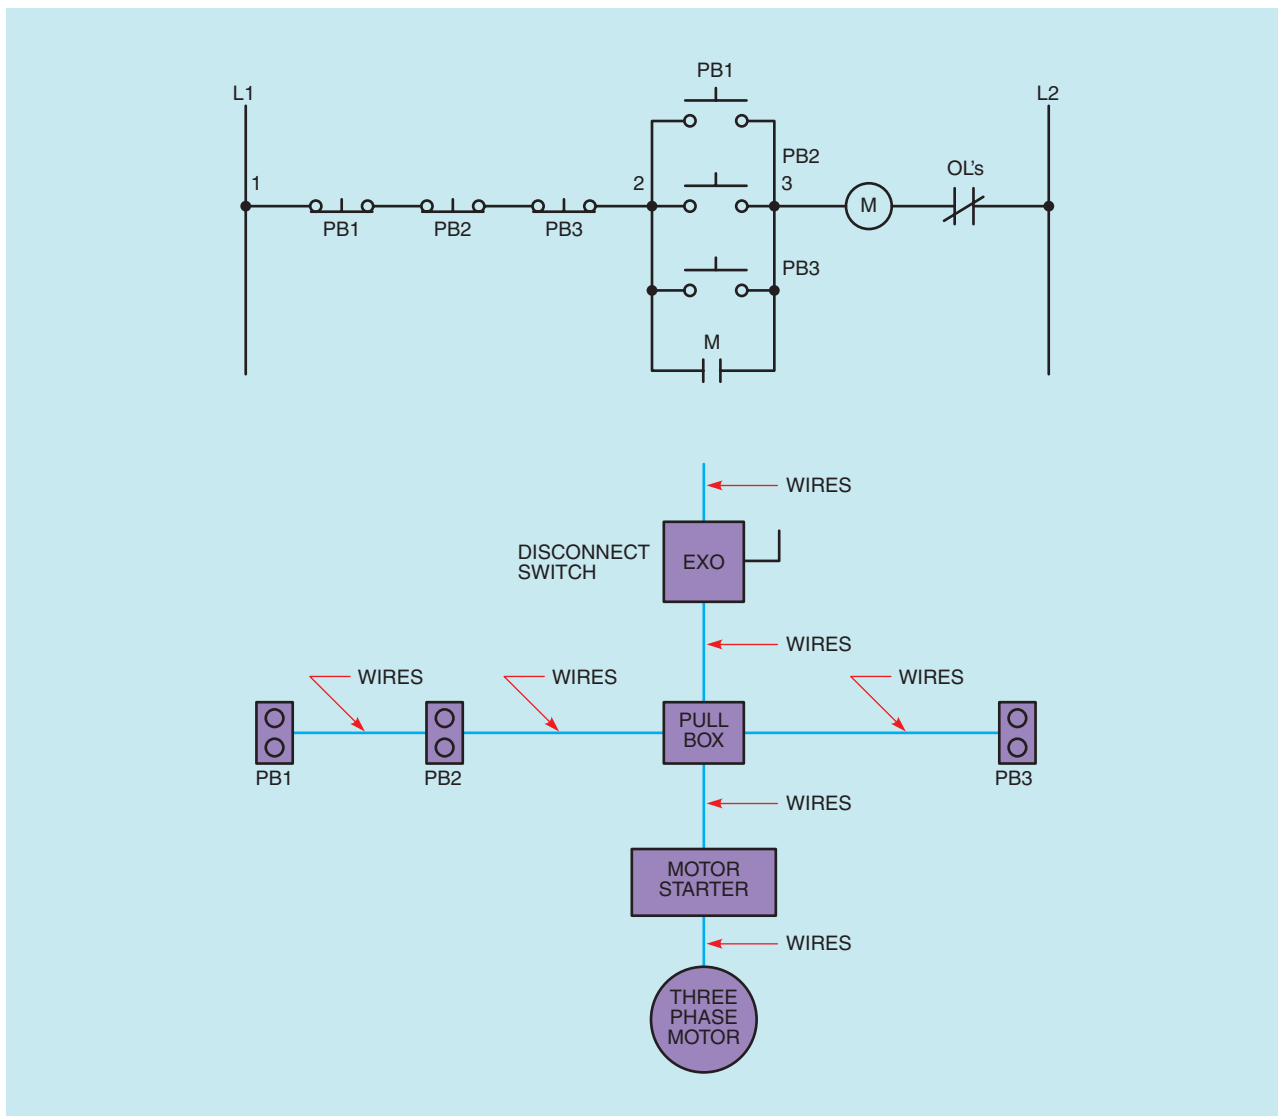 PB1
L1
L2
PB2
OL's
1
2
3
M
PB1
PB2
PB3
PB3
M
WIRES
DISCONNECT
SWITCH
EXO
WIRES
WIRES
WIRES
WIRES
PULL
BOX
PB1
PB2
PB3
WIRES
MOTOR
STARTER
WIRES
THREE
PHASE
MOTOR